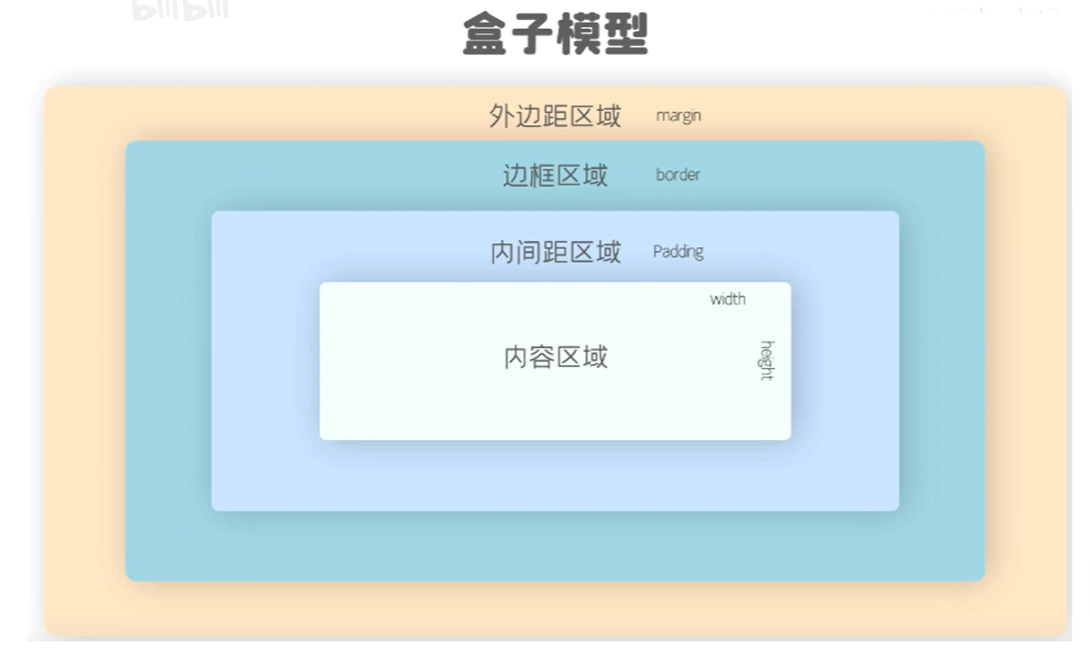 bilibili
盒子模型
外边距区域 margin
边框区域 border
内间距区域 Padding
width
内容区域
height